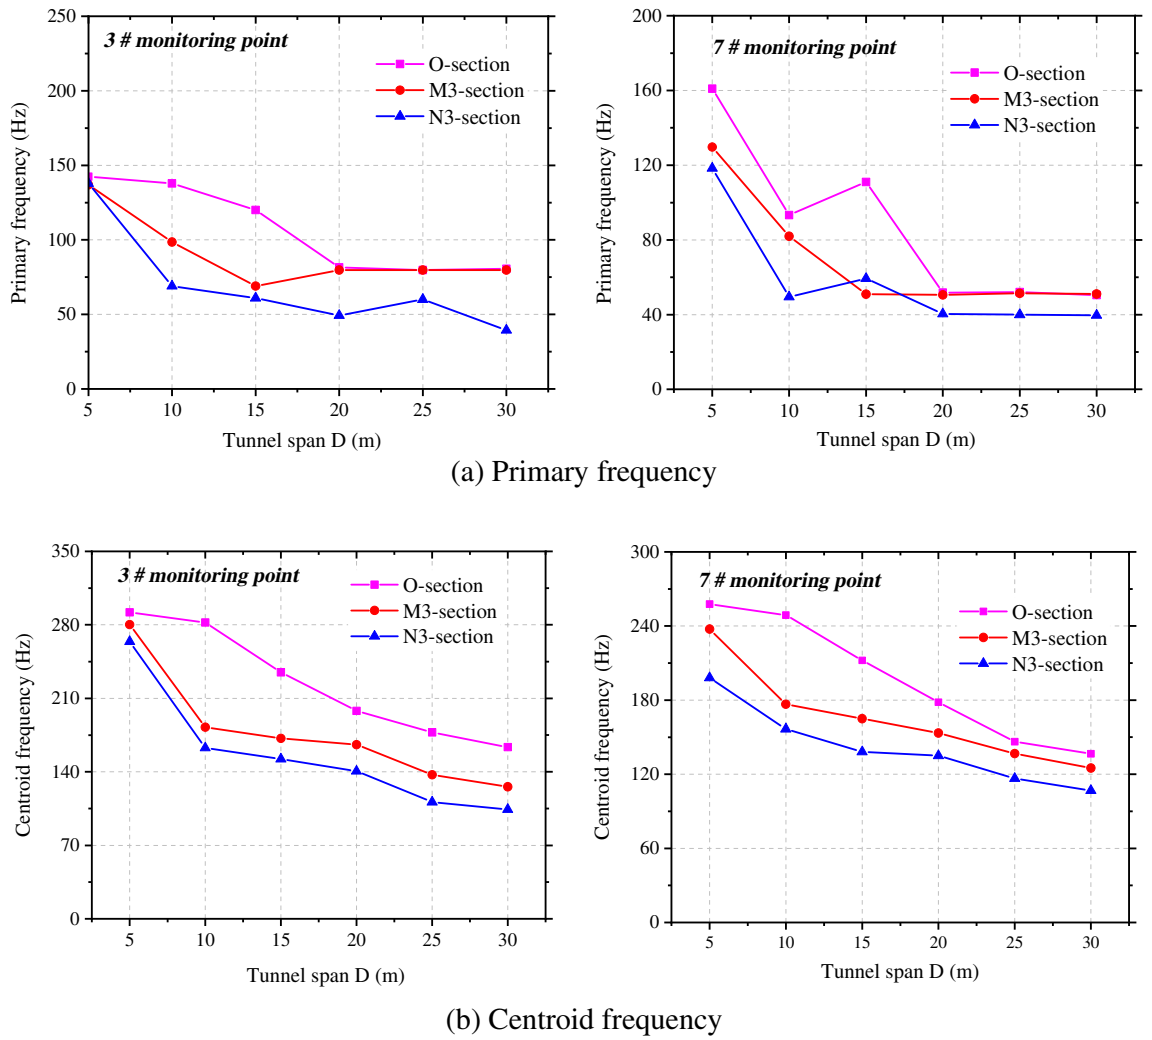 3 # monitoring point
O-section
M3-section
N3-section
Primary frequency (Hz)
250
200
150
100
50
0
5 10 15 20 25 30
Tunnel span D (m)
7 # monitoring point
O-section
M3-section
N3-section
Primary frequency (Hz)
200
160
120
80
40
0
5 10 15 20 25 30
Tunnel span D (m)
(a) Primary frequency
3 # monitoring point
O-section
M3-section
N3-section
Centroid frequency (Hz)
350
280
210
140
70
0
5 10 15 20 25 30
Tunnel span D (m)
7 # monitoring point
O-section
M3-section
N3-section
Centroid frequency (Hz)
300
240
180
120
60
0
5 10 15 20 25 30
Tunnel span D (m)
(b) Centroid frequency